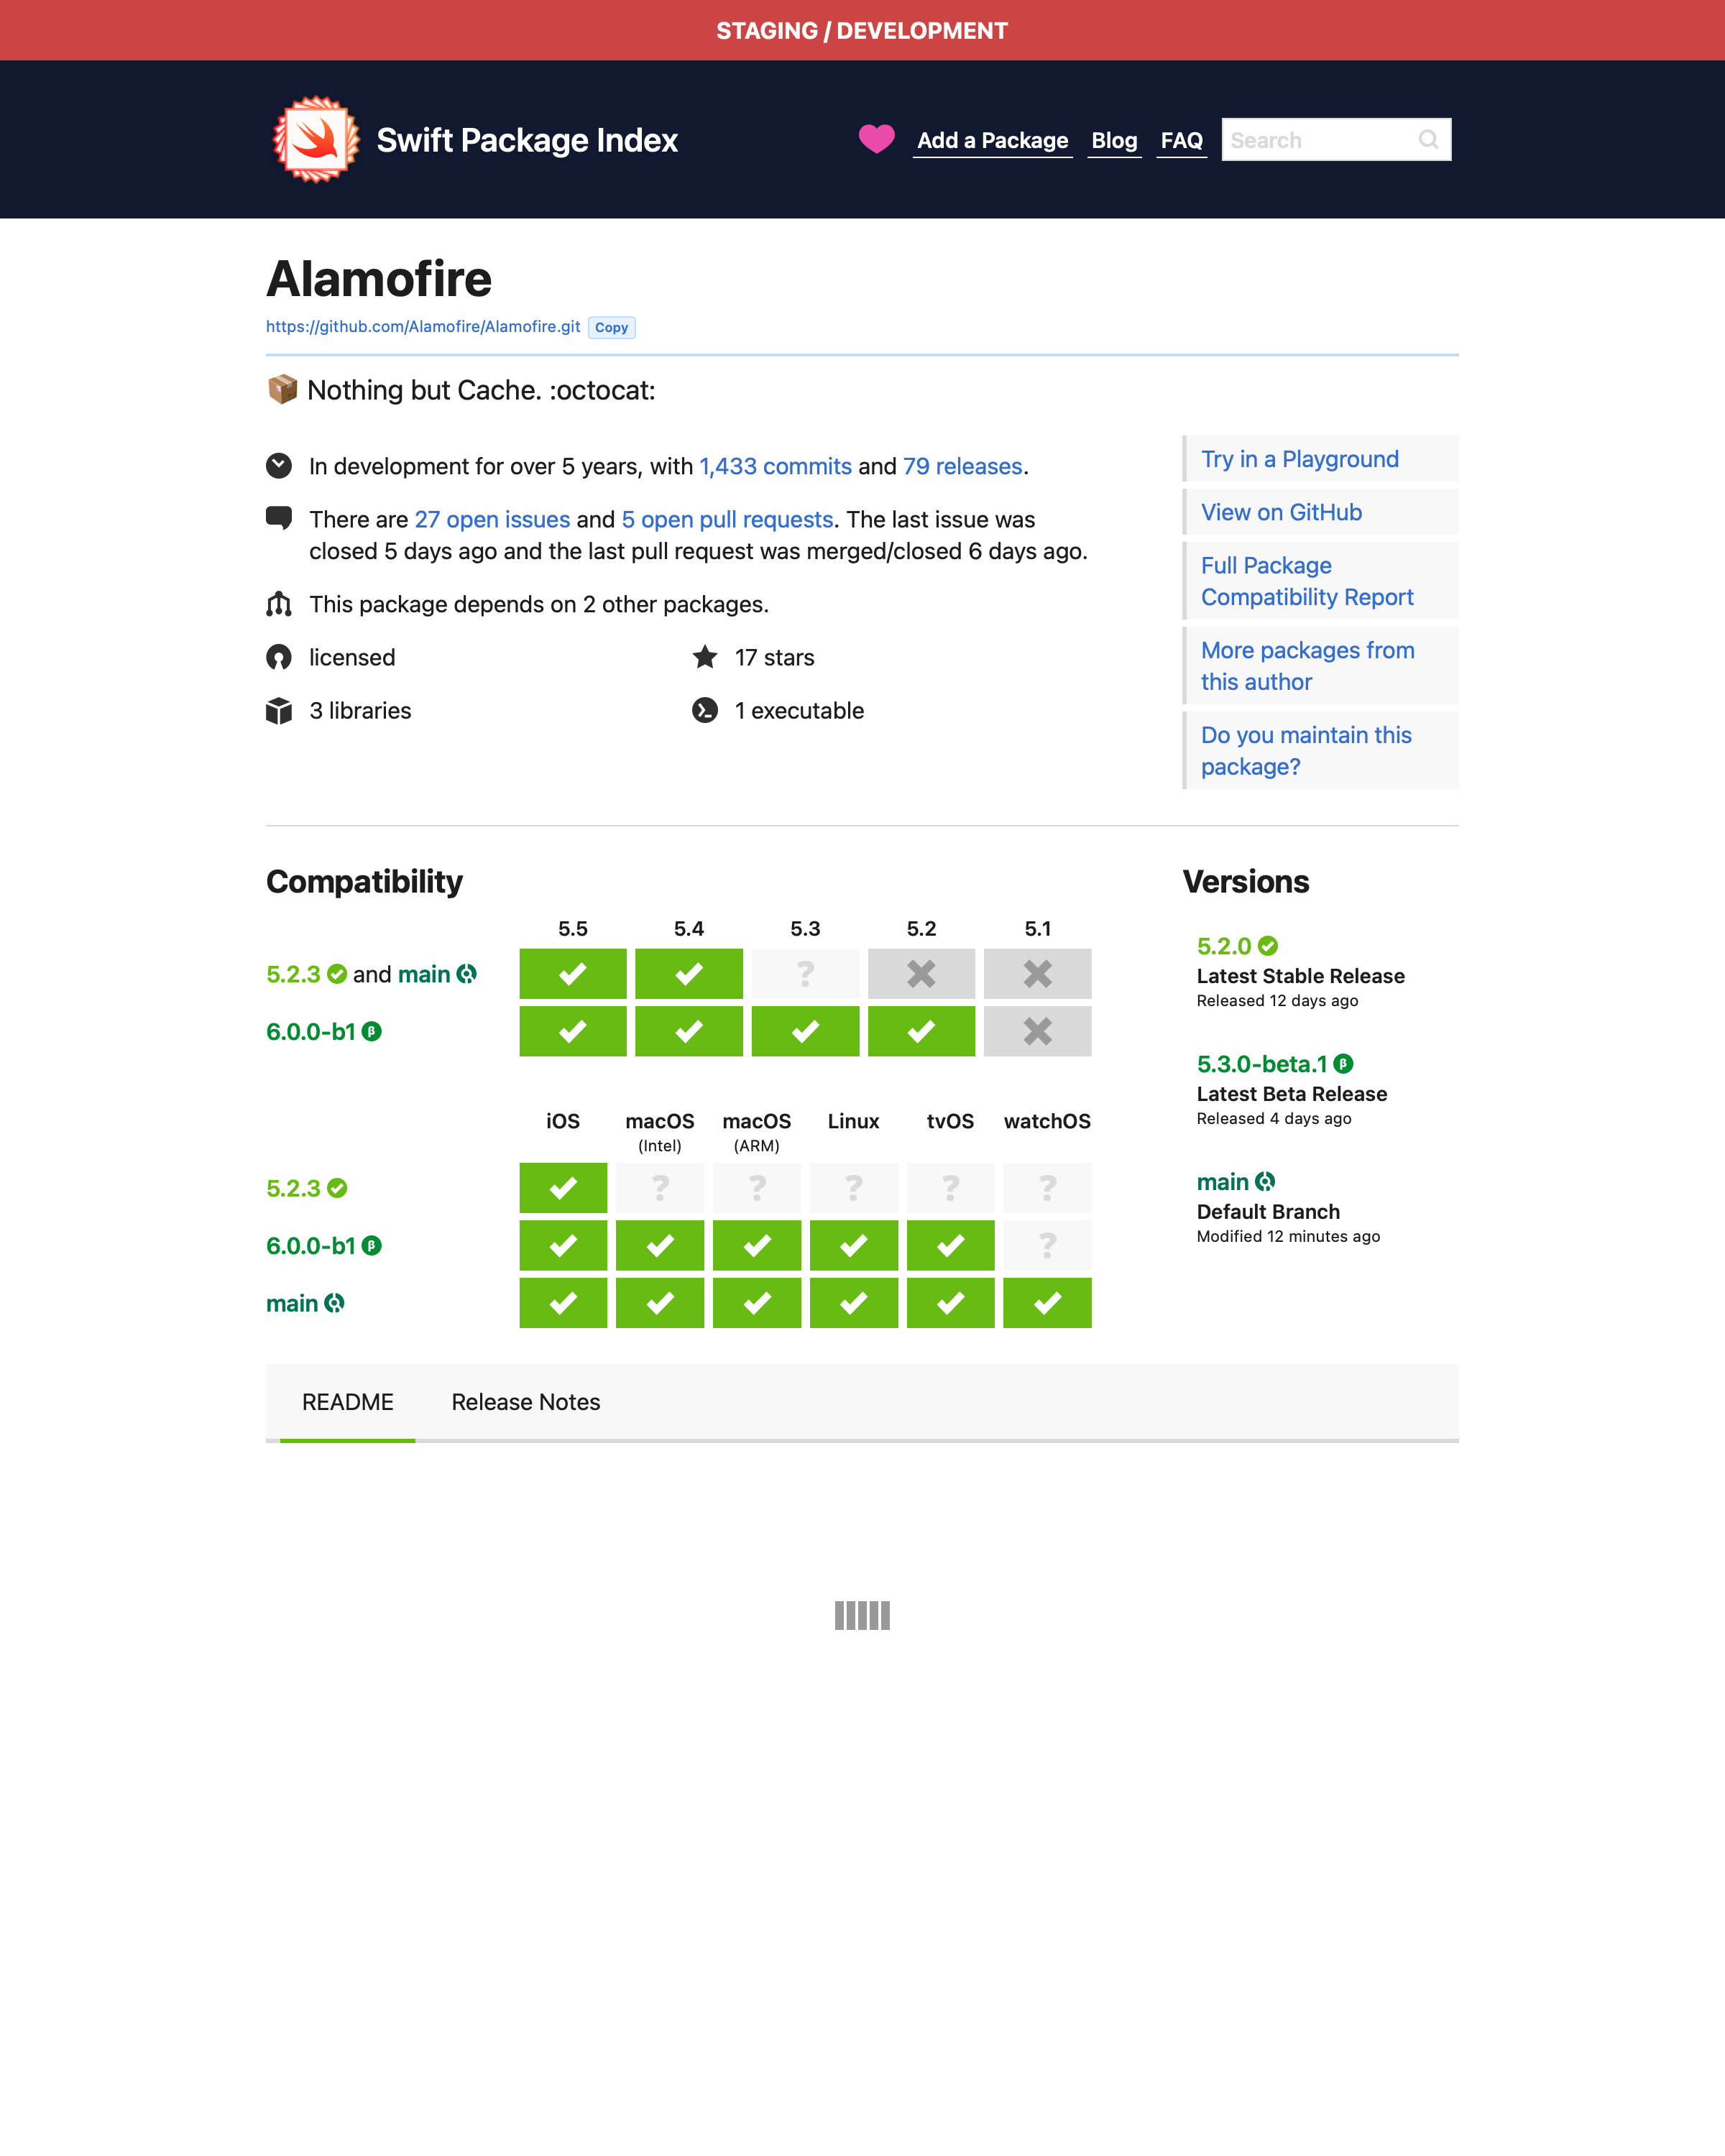 STAGING / DEVELOPMENT
Swift Package Index
Add a Package Blog FAQ Search
Alamofire
https://github.com/Alamofire/Alamofire.git Copy
📦 Nothing but Cache. :octocat:
In development for over 5 years, with 1,433 commits and 79 releases.
There are 27 open issues and 5 open pull requests. The last issue was
closed 5 days ago and the last pull request was merged/closed 6 days ago.
This package depends on 2 other packages.
licensed
17 stars
3 libraries
1 executable
Try in a Playground
View on GitHub
Full Package
Compatibility Report
More packages from
this author
Do you maintain this
package?
Compatibility
5.5 5.4 5.3 5.2 5.1
5.2.3 and main ? 
6.0.0-b1 β
iOS macOS macOS Linux tvOS watchOS
(Intel) (ARM)
5.2.3 ? ? ? ? ?
6.0.0-b1 β ?
main
Versions
5.2.0
Latest Stable Release
Released 12 days ago
5.3.0-beta.1 β
Latest Beta Release
Released 4 days ago
main
Default Branch
Modified 12 minutes ago
README Release Notes